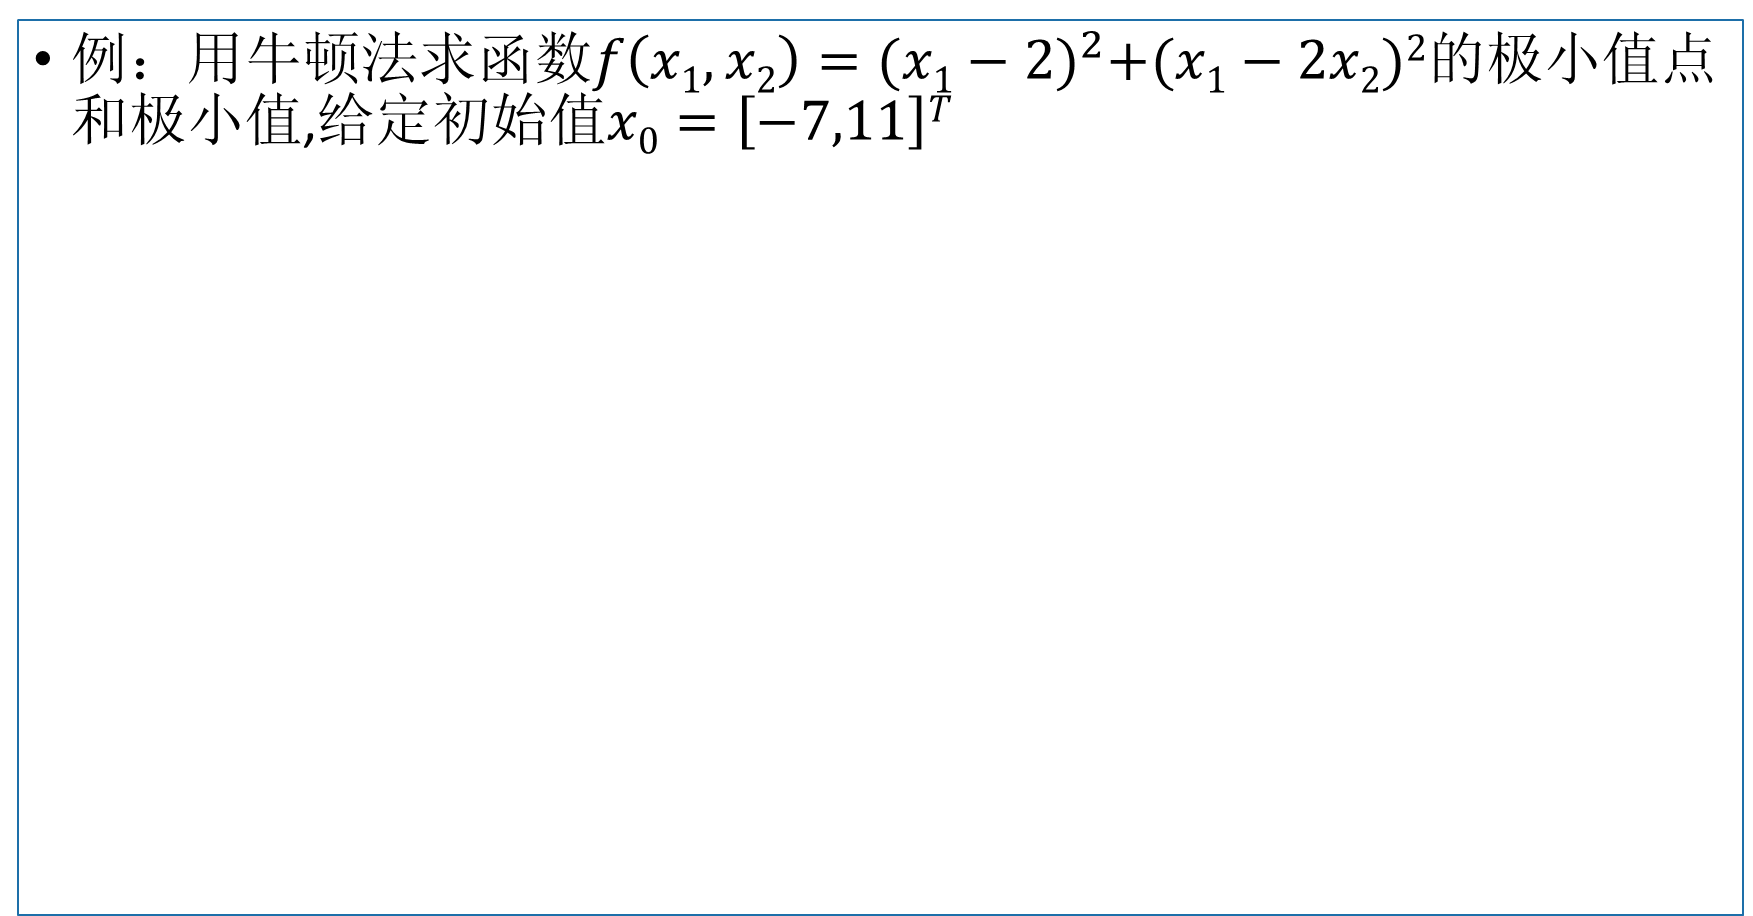 • 例：用牛顿法求函数f(x₁,x₂) = (x₁ − 2)²+(x₁ − 2x₂)²的极小值点
和极小值,给定初始值x₀ = [−7,11]ᵀ